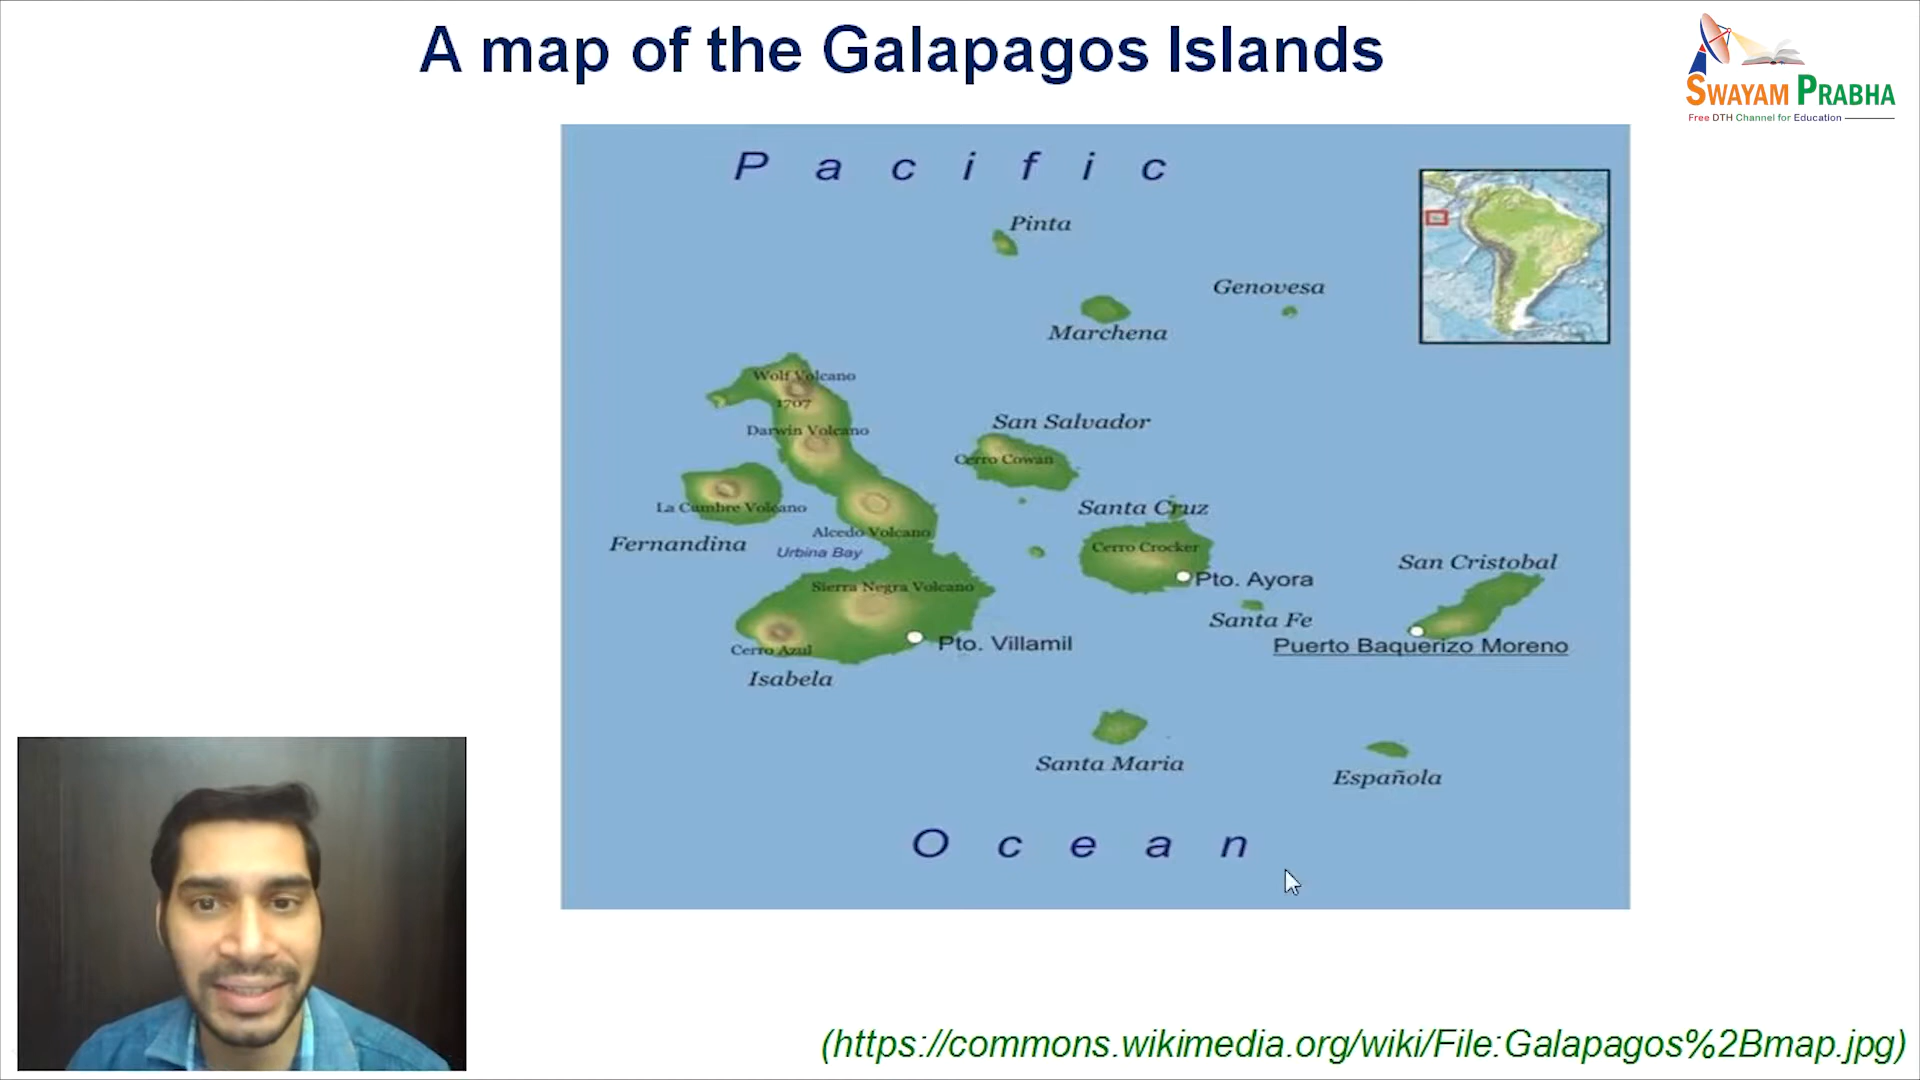 A map of the Galapagos Islands
SWAYAM PRABHA
Free DTH Channel for Education
Pacific
Pinta
Genovesa
Marchena
Wolf Volcano
1707
Darwin Volcano
San Salvador
Cerro Cowan
La Cumbre Volcano
Santa Cruz
Alcedo Volcano
Fernandina
Urbina Bay
Cerro Crocker
San Cristobal
Sierra Negra Volcano
Pto. Ayora
Santa Fe
Pto. Villamil
Puerto Baquerizo Moreno
Cerro Azul
Isabela
Santa Maria
Española
Ocean
(https://commons.wikimedia.org/wiki/File:Galapagos%2Bmap.jpg)